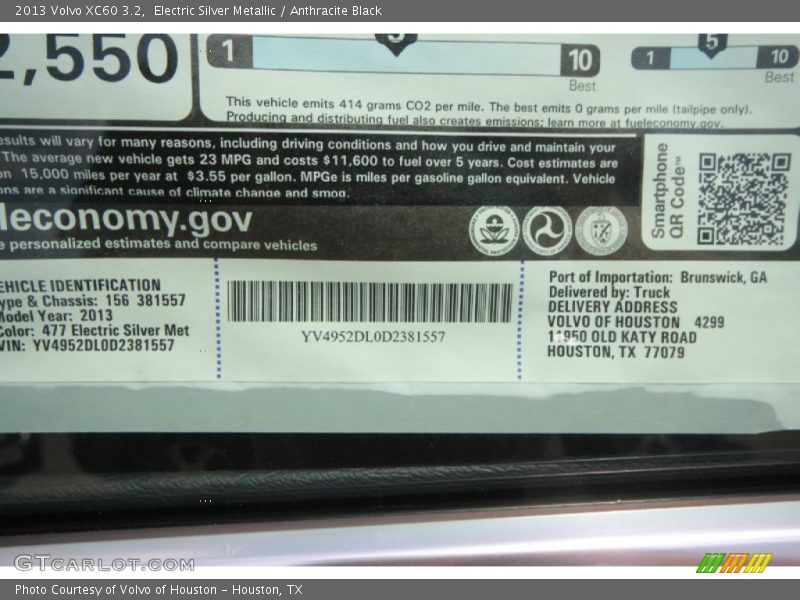 2013 Volvo XC60 3.2,  Electric Silver Metallic / Anthracite Black
2,550
1
5
10
Best
1
5
10
Best
This vehicle emits 414 grams CO2 per mile. The best emits 0 grams per mile (tailpipe only).
Producing and distributing fuel also creates emissions; learn more at fueleconomy.gov.
esults will vary for many reasons, including driving conditions and how you drive and maintain your
The average new vehicle gets 23 MPG and costs $11,600 to fuel over 5 years. Cost estimates are
on 15,000 miles per year at $3.55 per gallon. MPGe is miles per gasoline gallon equivalent. Vehicle
ons are a significant cause of climate change and smog.
leconomy.gov
e personalized estimates and compare vehicles
Smartphone
QR Code™
EHICLE IDENTIFICATION
ype & Chassis: 156 381557
Model Year: 2013
Color: 477 Electric Silver Met
VIN: YV4952DL0D2381557
YV4952DL0D2381557
Port of Importation: Brunswick, GA
Delivered by: Truck
DELIVERY ADDRESS
VOLVO OF HOUSTON 4299
11950 OLD KATY ROAD
HOUSTON, TX 77079
GTCARLOT.COM
Photo Courtesy of Volvo of Houston - Houston, TX